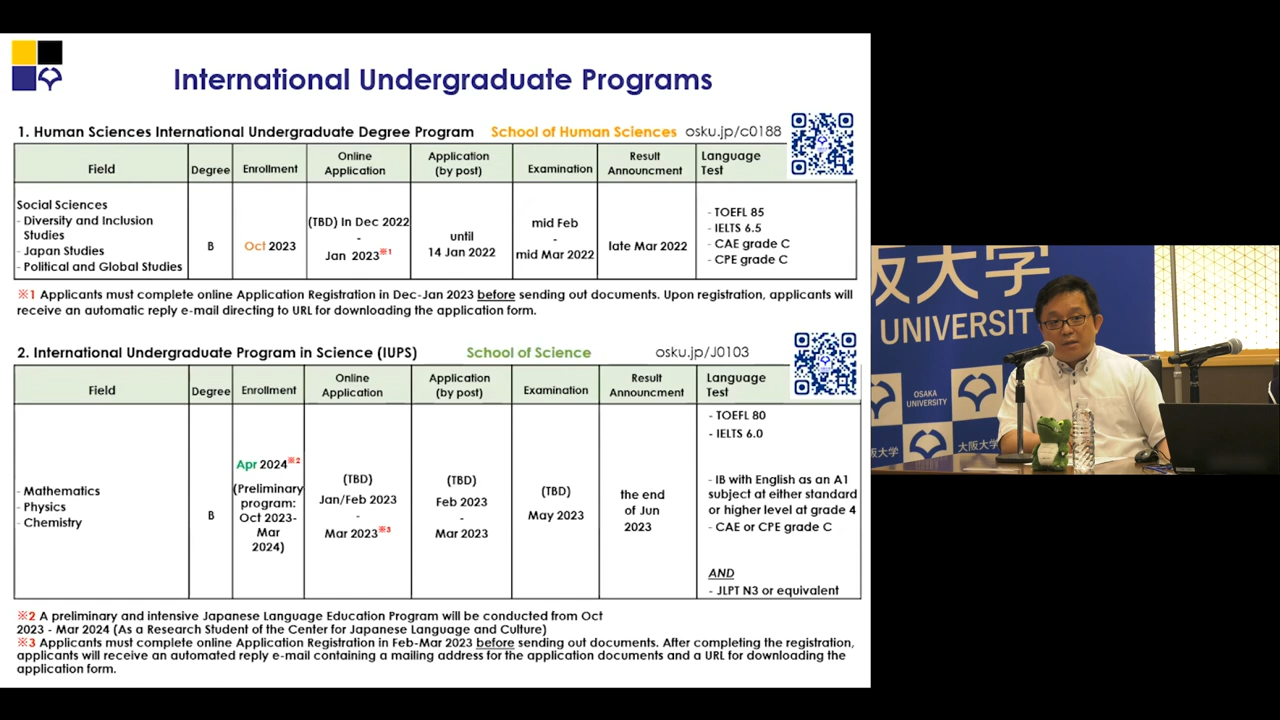 International Undergraduate Programs
1. Human Sciences International Undergraduate Degree Program School of Human Sciences osku.jp/c0188
Field Degree Enrollment Online Application Application (by post) Examination Result Announcment Language Test
Social Sciences
- Diversity and Inclusion Studies
- Japan Studies
- Political and Global Studies
B
Oct 2023
(TBD) In Dec 2022
-
Jan 2023※1
until
14 Jan 2022
mid Feb
-
mid Mar 2022
late Mar 2022
- TOEFL 85
- IELTS 6.5
- CAE grade C
- CPE grade C
※1 Applicants must complete online Application Registration in Dec-Jan 2023 before sending out documents. Upon registration, applicants will
receive an automatic reply e-mail directing to URL for downloading the application form.
2. International Undergraduate Program in Science (IUPS) School of Science osku.jp/J0103
Field Degree Enrollment Online Application Application (by post) Examination Result Announcment Language Test
- Mathematics
- Physics
- Chemistry
B
Apr 2024※2
(Preliminary
program:
Oct 2023-
Mar
2024)
(TBD)
Jan/Feb 2023
-
Mar 2023※3
(TBD)
Feb 2023
-
Mar 2023
(TBD)
May 2023
the end
of Jun
2023
- TOEFL 80
- IELTS 6.0
- IB with English as an A1
subject at either standard
or higher level at grade 4
- CAE or CPE grade C
AND
- JLPT N3 or equivalent
※2 A preliminary and intensive Japanese Language Education Program will be conducted from Oct
2023 - Mar 2024 (As a Research Student of the Center for Japanese Language and Culture)
※3 Applicants must complete online Application Registration in Feb-Mar 2023 before sending out documents. After completing the registration,
applicants will receive an automated reply e-mail containing a mailing address for the application documents and a URL for downloading the
application form.
阪大学
UNIVERSIT
OSAKA
UNIVERSITY
阪大学
大阪大学